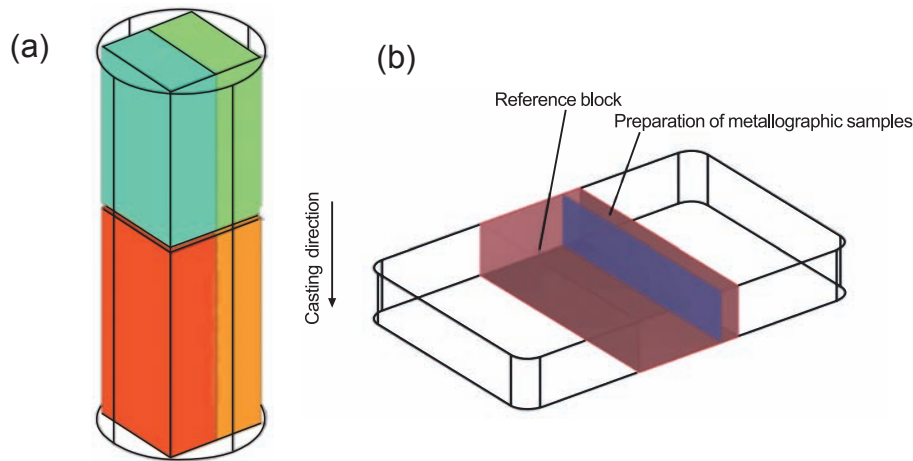 (a)
(b)
Reference block
Preparation of metallographic samples
Casting direction